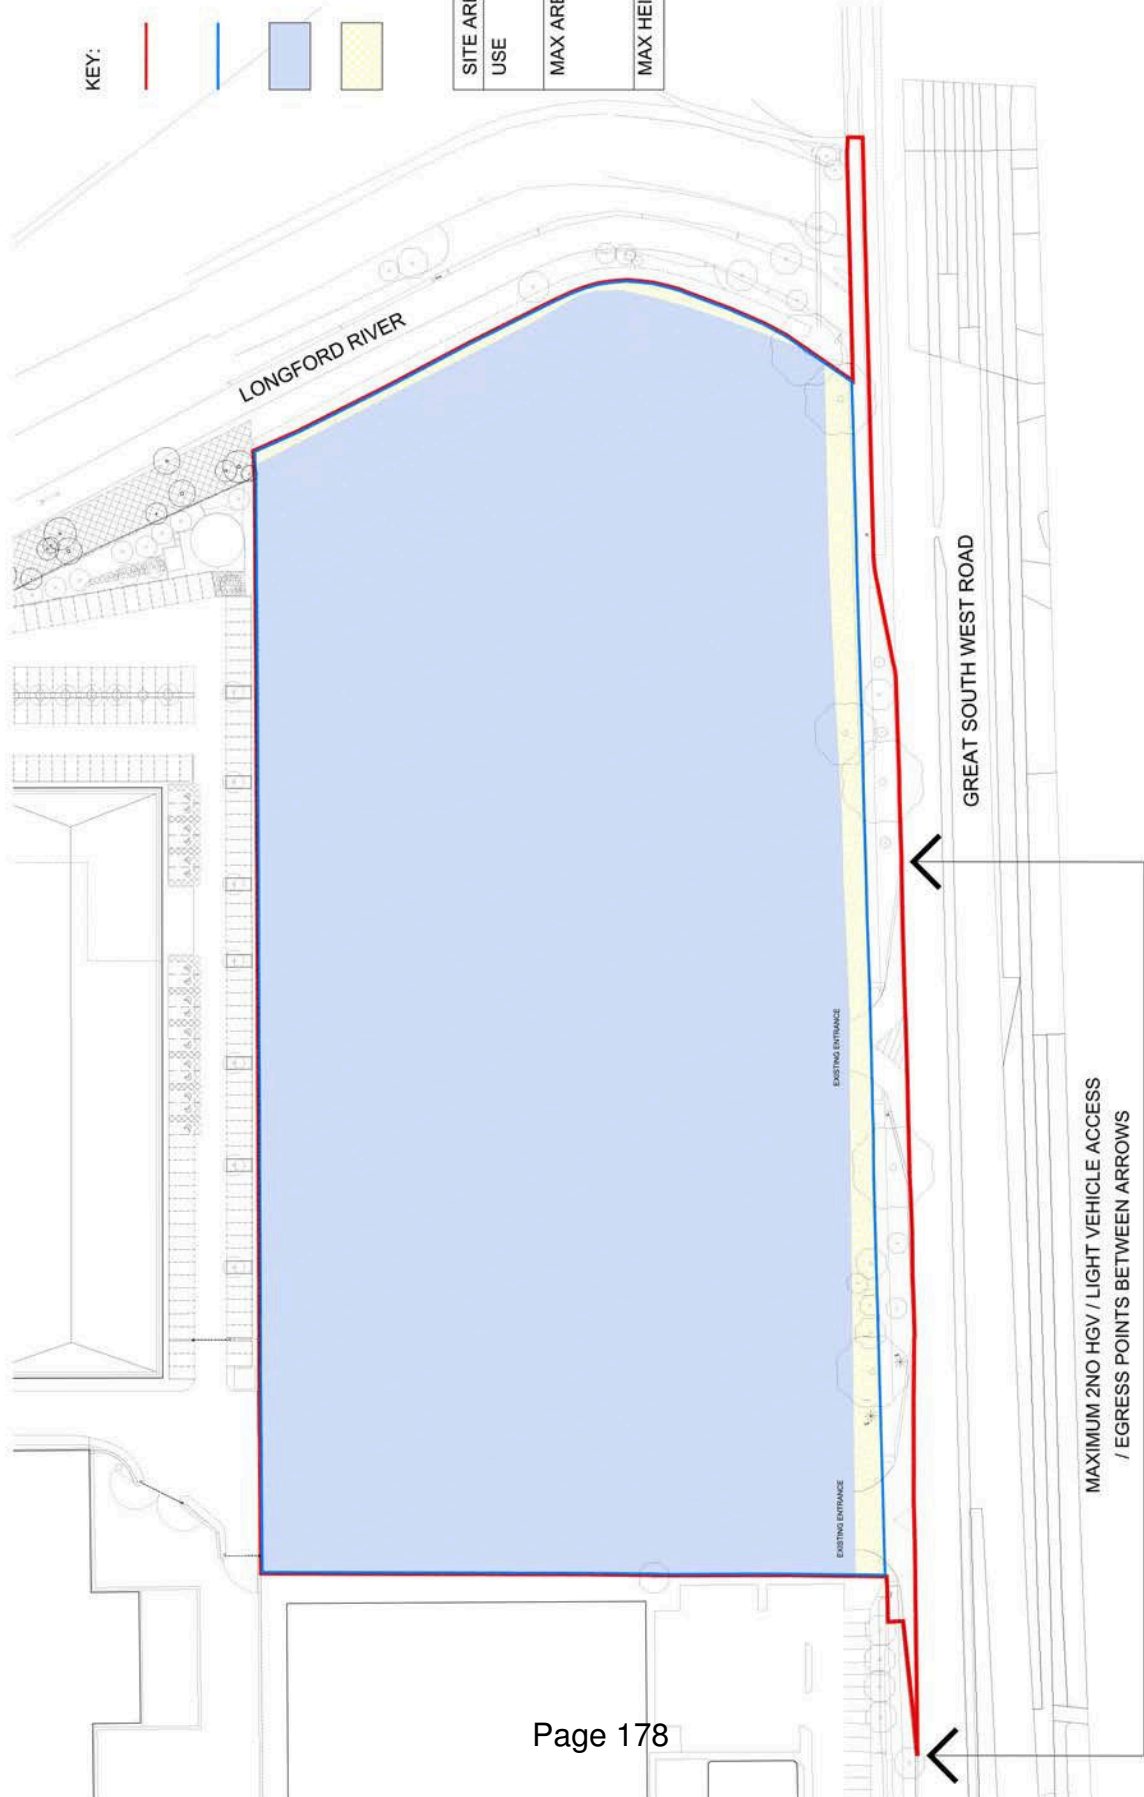 KEY:
SITE ARE
USE
MAX ARE
MAX HEI
LONGFORD RIVER
GREAT SOUTH WEST ROAD
EXISTING ENTRANCE
EXISTING ENTRANCE
MAXIMUM 2NO HGV / LIGHT VEHICLE ACCESS
/ EGRESS POINTS BETWEEN ARROWS
Page 178